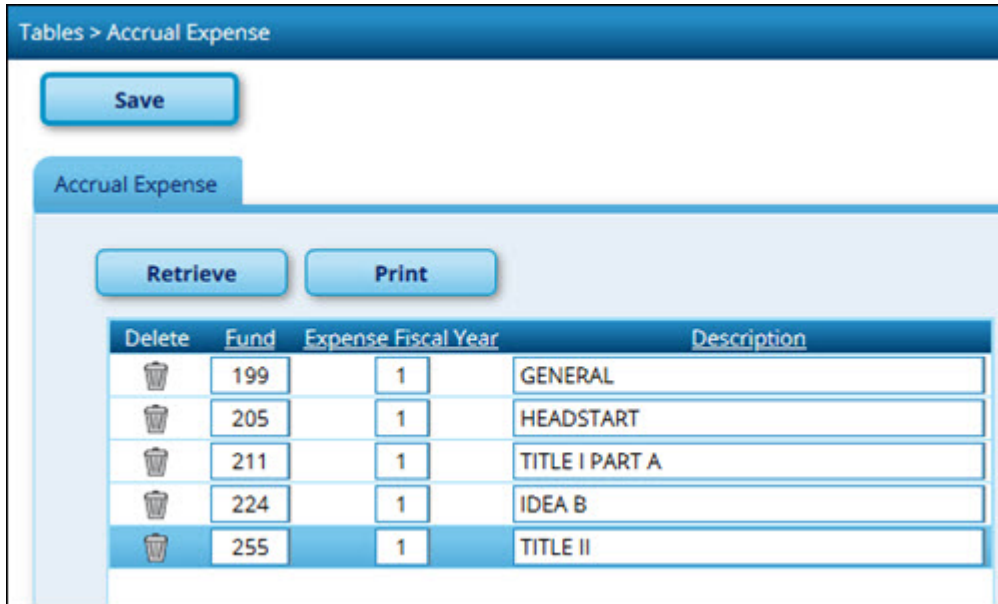 Tables > Accrual Expense
Save
Accrual Expense
Retrieve Print
Delete Fund Expense Fiscal Year Description
199 1 GENERAL
205 1 HEADSTART
211 1 TITLE I PART A
224 1 IDEA B
255 1 TITLE II